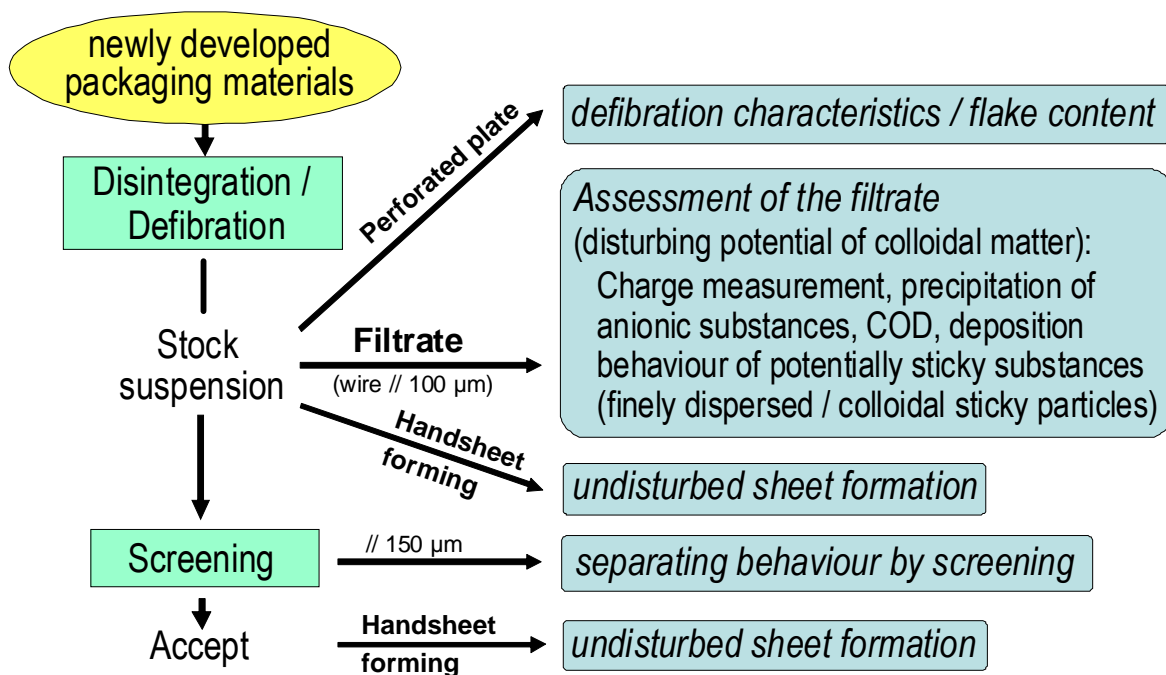 newly developed
packaging materials
Disintegration /
Defibration
Stock
suspension
Screening
Accept
Perforated plate
defibration characteristics / flake content
Filtrate
(wire // 100 µm)
Assessment of the filtrate
(disturbing potential of colloidal matter):
Charge measurement, precipitation of
anionic substances, COD, deposition
behaviour of potentially sticky substances
(finely dispersed / colloidal sticky particles)
Handsheet
forming
undisturbed sheet formation
// 150 µm
separating behaviour by screening
Handsheet
forming
undisturbed sheet formation